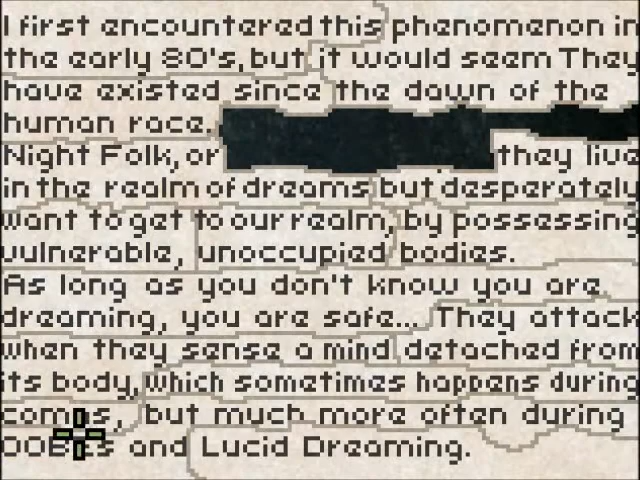 I first encountered this phenomenon in
the early 80's, but it would seem They
have existed since the dawn of the
human race.
Night Folk, or they live
in the realm of dreams but desperately
want to get to our realm, by possessing
vulnerable, unoccupied bodies.
As long as you don't know you are
dreaming, you are safe... They attack
when they sense a mind detached from
its body, which sometimes happens during
comas, but much more often during
OOBEs and Lucid Dreaming.